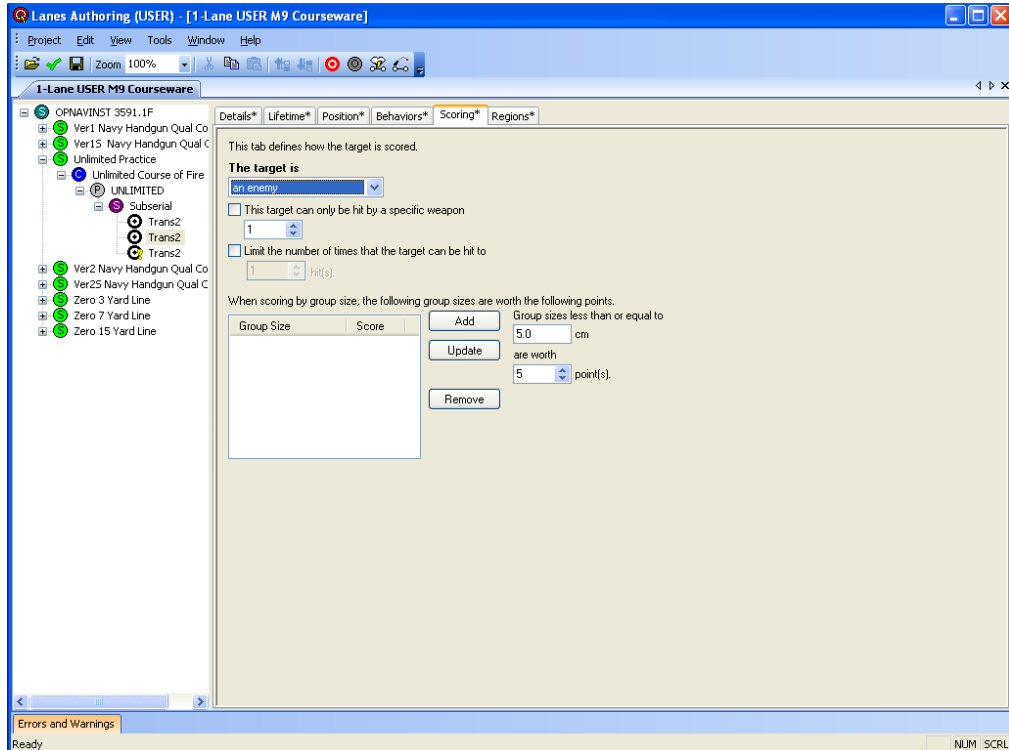 Lanes Authoring (USER) - [1-Lane USER M9 Courseware]
Project Edit View Tools Window Help
Zoom 100%
1-Lane USER M9 Courseware
OPNAVINST 3591.1F
Ver1 Navy Handgun Qual Co
Ver1S Navy Handgun Qual C
Unlimited Practice
Unlimited Course of Fire
UNLIMITED
Subserial
Trans2
Trans2
Trans2
Ver2 Navy Handgun Qual Co
Ver2S Navy Handgun Qual C
Zero 3 Yard Line
Zero 7 Yard Line
Zero 15 Yard Line
Details* Lifetime* Position* Behaviors* Scoring* Regions*
This tab defines how the target is scored.
The target is
an enemy
This target can only be hit by a specific weapon
1
Limit the number of times that the target can be hit to
1 hit(s).
When scoring by group size, the following group sizes are worth the following points.
Group Size Score
Add
Update
Remove
Group sizes less than or equal to
5.0 cm
are worth
5 point(s).
Errors and Warnings
Ready NUM SCRL